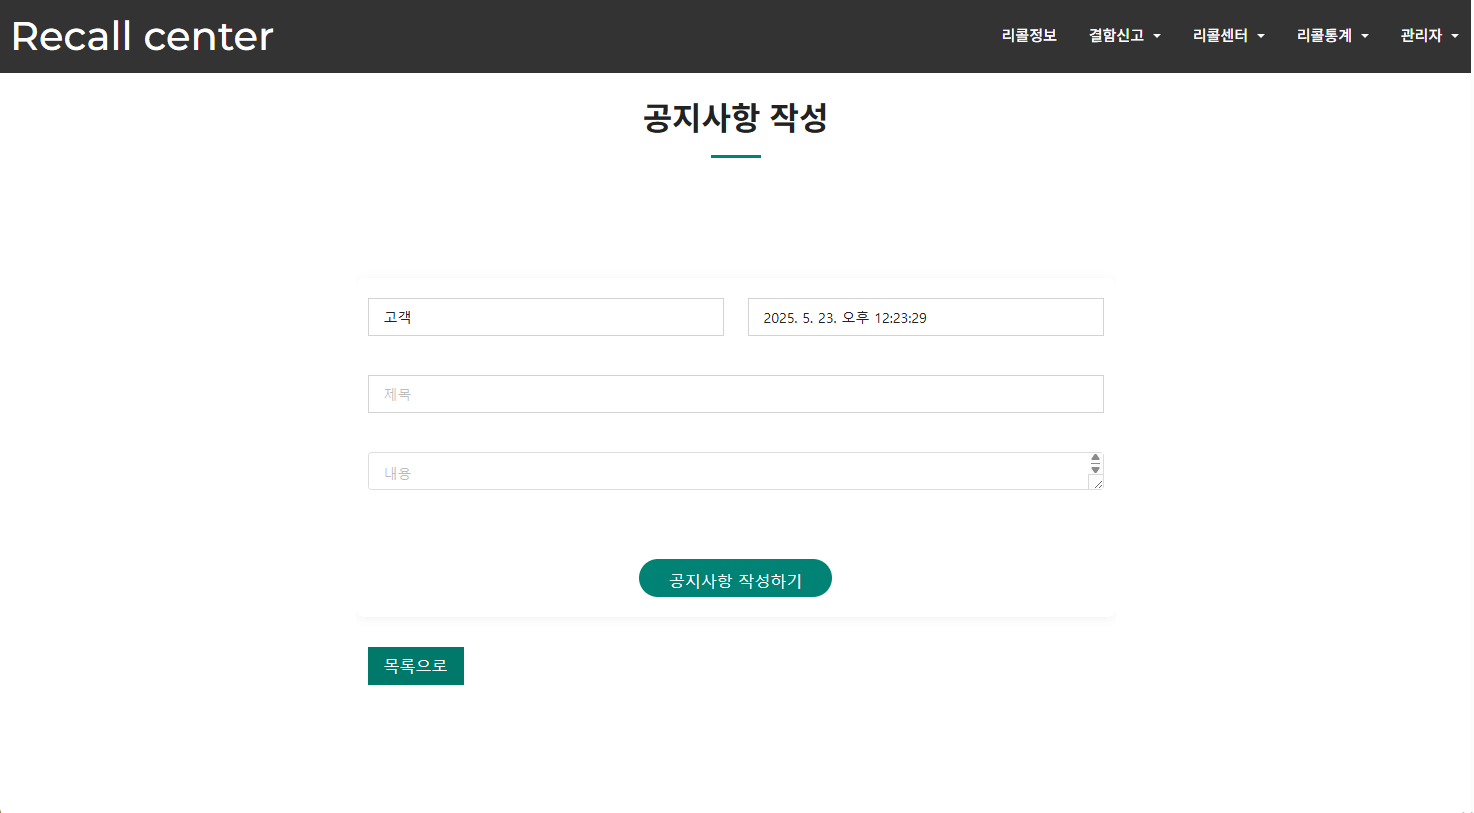 Recall center
리콜정보 결함신고 리콜센터 리콜통계 관리자
공지사항 작성
고객
2025. 5. 23. 오후 12:23:29
제목
내용
공지사항 작성하기
목록으로